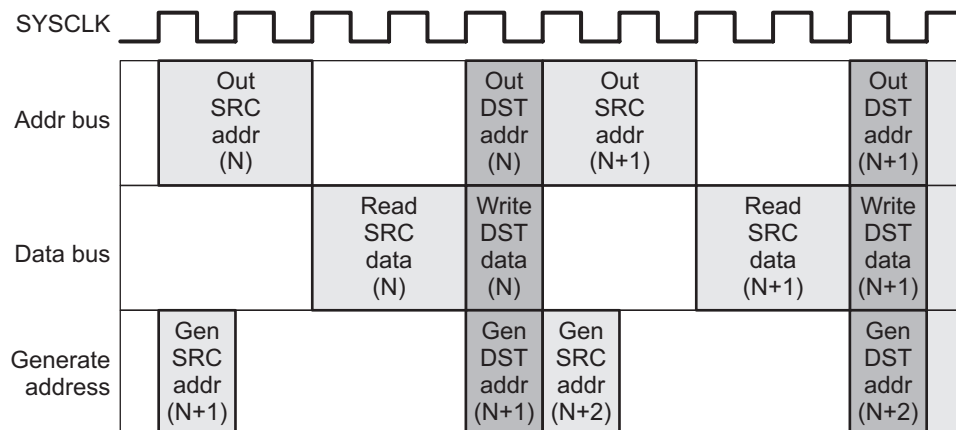 SYSCLK
Addr bus
Out
SRC
addr
(N)
Out
DST
addr
(N)
Out
SRC
addr
(N+1)
Out
DST
addr
(N+1)
Data bus
Read
SRC
data
(N)
Write
DST
data
(N)
Read
SRC
data
(N+1)
Write
DST
data
(N+1)
Generate
address
Gen
SRC
addr
(N+1)
Gen
DST
addr
(N+1)
Gen
SRC
addr
(N+2)
Gen
DST
addr
(N+2)